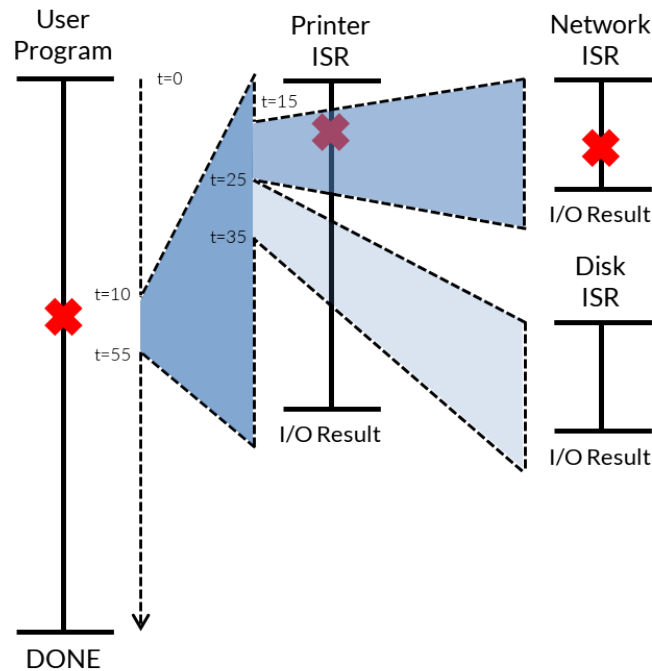 User
Program
Printer
ISR
Network
ISR
t=0
t=15
t=25
I/O Result
t=35
Disk
ISR
t=10
t=55
I/O Result
I/O Result
DONE